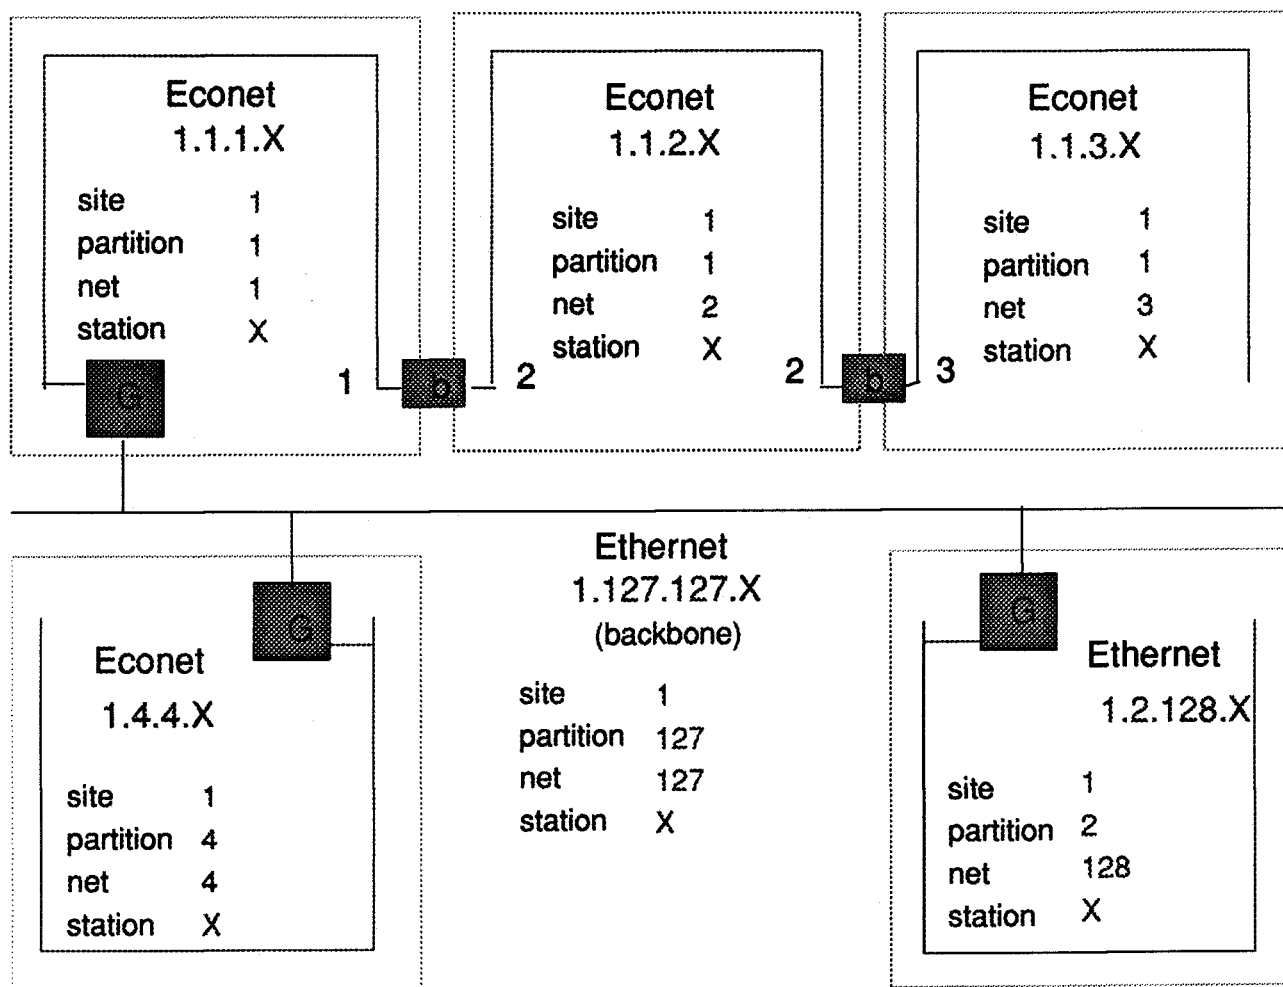 Econet
1.1.1.X
site 1
partition 1
net 1
station X
G
1
b
2
Econet
1.1.2.X
site 1
partition 1
net 2
station X
2
b
3
Econet
1.1.3.X
site 1
partition 1
net 3
station X
G
Econet
1.4.4.X
site 1
partition 4
net 4
station X
Ethernet
1.127.127.X
(backbone)
site 1
partition 127
net 127
station X
G
Ethernet
1.2.128.X
site 1
partition 2
net 128
station X